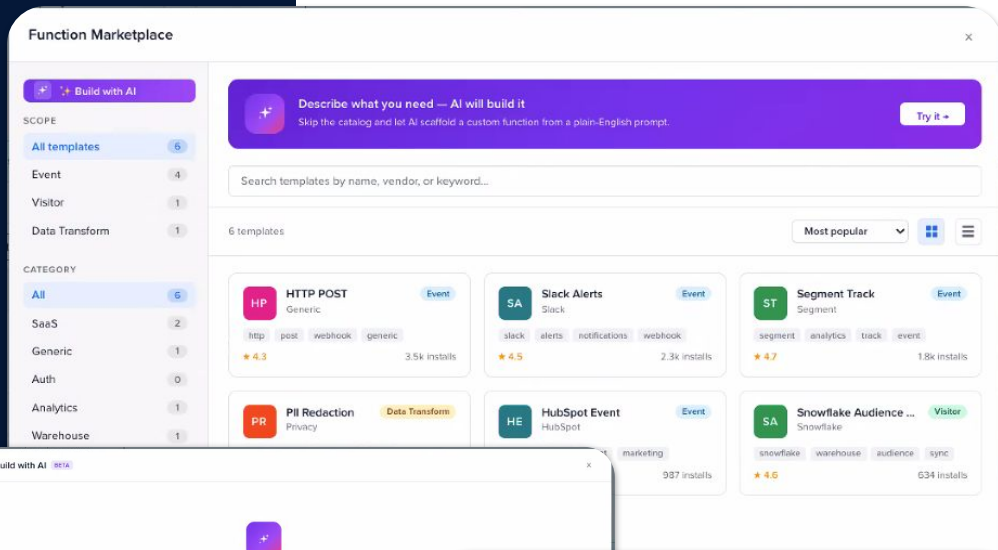 Function Marketplace
×
✨ Build with AI
SCOPE
All templates 6
Event 4
Visitor 1
Data Transform 1
CATEGORY
All 6
SaaS 2
Generic 1
Auth 0
Analytics 1
Warehouse 1
Describe what you need — AI will build it
Skip the catalog and let AI scaffold a custom function from a plain-English prompt.
Try it →
Search templates by name, vendor, or keyword...
6 templates
Most popular
HP
HTTP POST
Event
Generic
http post webhook generic
★ 4.3
3.5k installs
SA
Slack Alerts
Event
Slack
slack alerts notifications webhook
★ 4.5
2.3k installs
ST
Segment Track
Event
Segment
segment analytics track event
★ 4.7
1.8k installs
PR
PII Redaction
Data Transform
Privacy
HE
HubSpot Event
Event
HubSpot
marketing
987 installs
SA
Snowflake Audience ...
Visitor
Snowflake
snowflake warehouse audience sync
★ 4.6
634 installs
uild with AI BETA
×